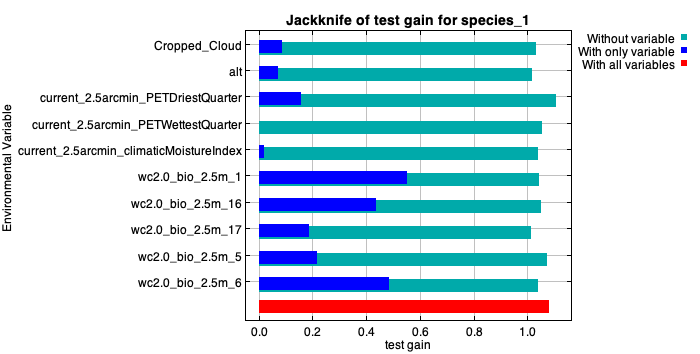 Jackknife of test gain for species_1
Without variable
With only variable
With all variables
Environmental Variable
Cropped_Cloud
alt
current_2.5arcmin_PETDriestQuarter
current_2.5arcmin_PETWettestQuarter
current_2.5arcmin_climaticMoistureIndex
wc2.0_bio_2.5m_1
wc2.0_bio_2.5m_16
wc2.0_bio_2.5m_17
wc2.0_bio_2.5m_5
wc2.0_bio_2.5m_6
0.0 0.2 0.4 0.6 0.8 1.0
test gain